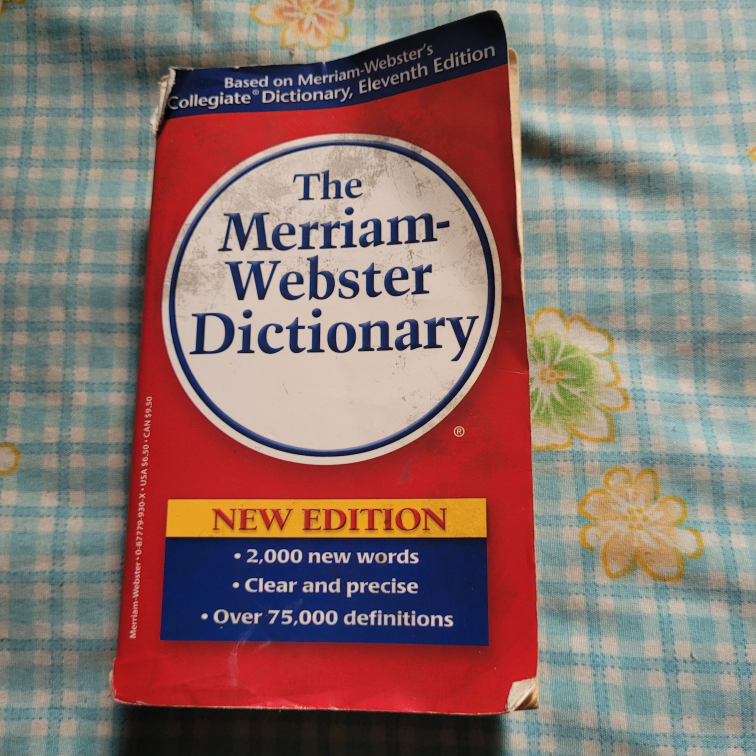 Based on Merriam-Webster's
Collegiate® Dictionary, Eleventh Edition
The
Merriam-
Webster
Dictionary
®
NEW EDITION
• 2,000 new words
• Clear and precise
• Over 75,000 definitions
Merriam-Webster • 0-87779-930-X • USA $6.50 • CAN $9.50